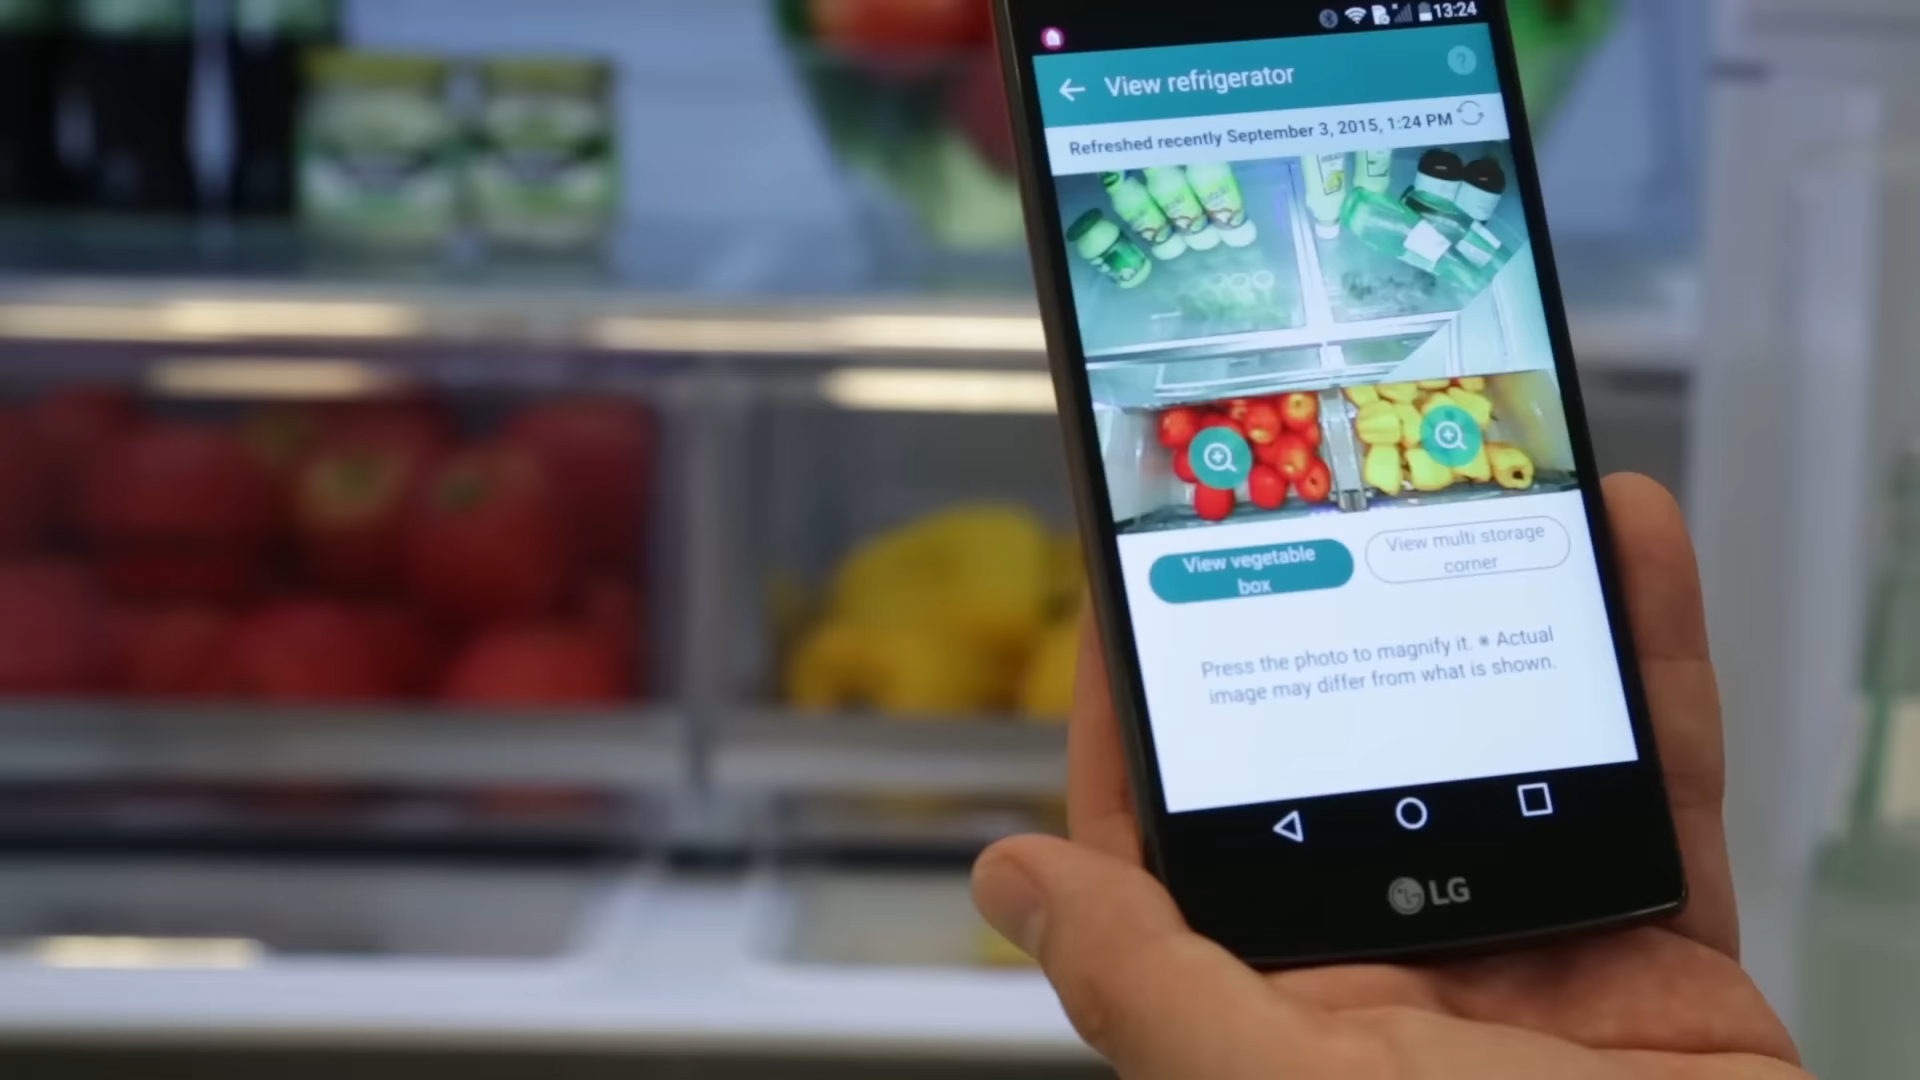 13:24
View refrigerator
?
Refreshed recently September 3, 2015, 1:24 PM
View vegetable
box
View multi storage
corner
Press the photo to magnify it. ※ Actual
image may differ from what is shown.
LG